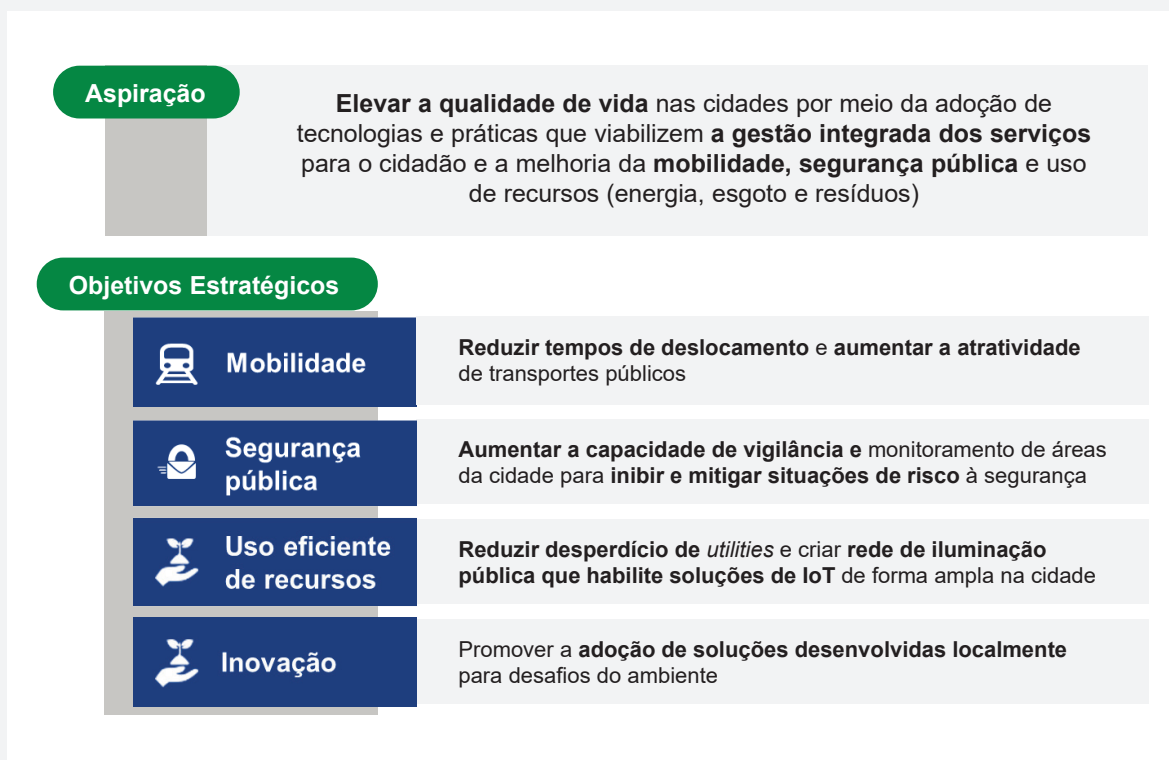 Aspiração
Elevar a qualidade de vida nas cidades por meio da adoção de
tecnologias e práticas que viabilizem a gestão integrada dos serviços
para o cidadão e a melhoria da mobilidade, segurança pública e uso
de recursos (energia, esgoto e resíduos)
Objetivos Estratégicos
Mobilidade
Reduzir tempos de deslocamento e aumentar a atratividade
de transportes públicos
Segurança
pública
Aumentar a capacidade de vigilância e monitoramento de áreas
da cidade para inibir e mitigar situações de risco à segurança
Uso eficiente
de recursos
Reduzir desperdício de utilities e criar rede de iluminação
pública que habilite soluções de IoT de forma ampla na cidade
Inovação
Promover a adoção de soluções desenvolvidas localmente
para desafios do ambiente